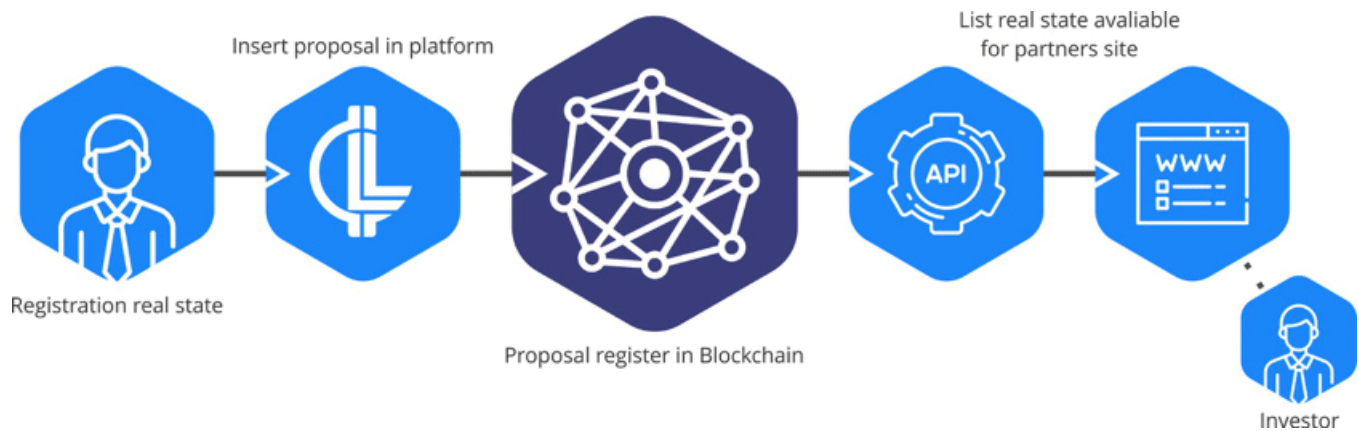 Insert proposal in platform
List real state avaliable
for partners site
API
WWW
Registration real state
Proposal register in Blockchain
Investor